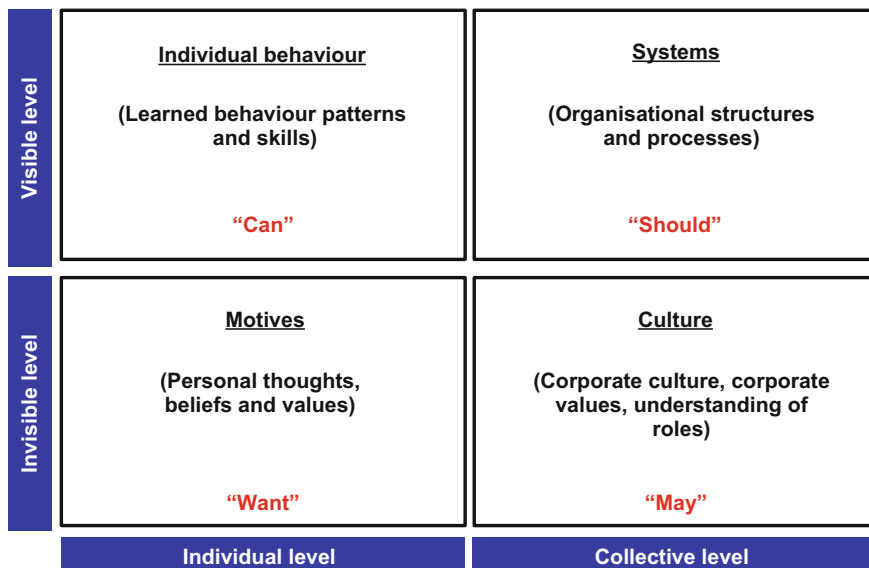 Visible level
Individual behaviour
(Learned behaviour patterns
and skills)
“Can”
Systems
(Organisational structures
and processes)
“Should”
Invisible level
Motives
(Personal thoughts,
beliefs and values)
“Want”
Culture
(Corporate culture, corporate
values, understanding of
roles)
“May”
Individual level
Collective level